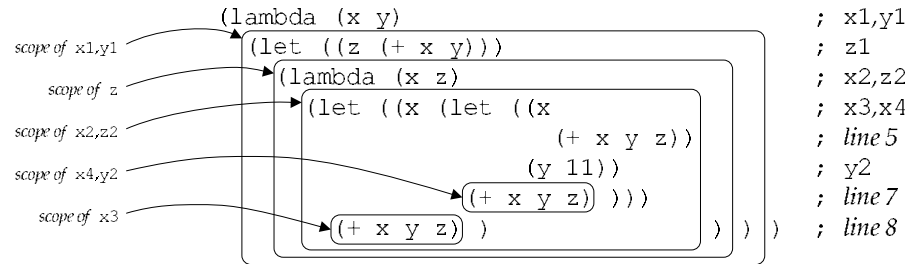 (lambda (x y) ; x1,y1
scope of x1,y1 (let ((z (+ x y))) ; z1
scope of z (lambda (x z) ; x2,z2
scope of x2,z2 (let ((x (let ((x ; x3,x4
(+ x y z)) ; line 5
scope of x4,y2 (y 11)) ; y2
(+ x y z) ))) ; line 7
scope of x3 (+ x y z) ) ) ) ) ; line 8